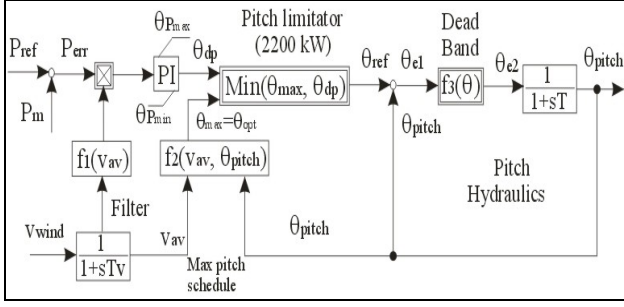 Pitch limitator
(2200 kW)
Dead
Band
θPmax
Pref
Perr
θdp
PI
Min(θmax, θdp)
θref
θe1
f3(θ)
θe2
1
1+sT
θpitch
Pm
θPmin
θmax=θopt
θpitch
f1(vav)
f2(vav, θpitch)
Pitch
Hydraulics
Filter
Vwind
1
1+sTv
Vav
Max pitch
schedule
θpitch